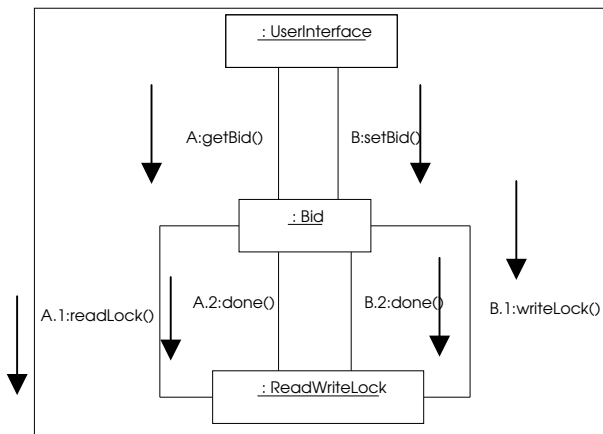 : UserInterface
A:getBid()
B:setBid()
: Bid
A.1:readLock()
A.2:done()
B.2:done()
B.1:writeLock()
: ReadWriteLock